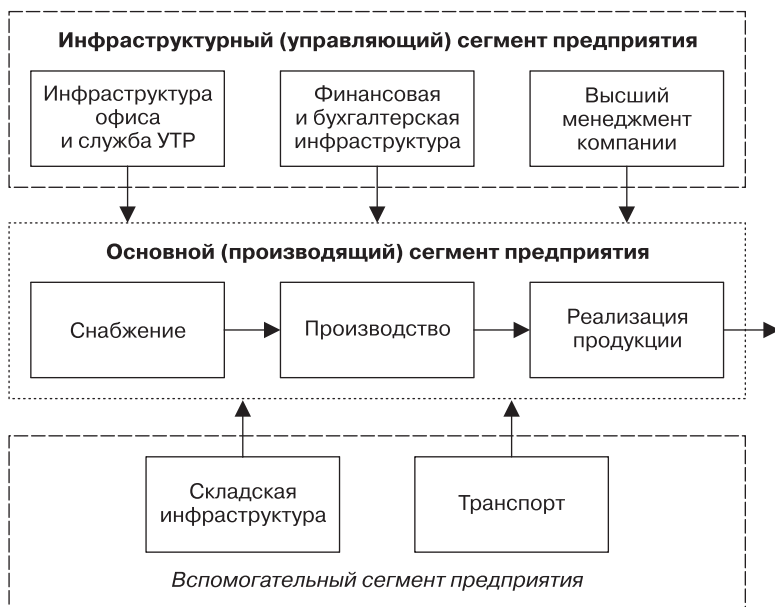 Инфраструктурный (управляющий) сегмент предприятия
Инфраструктура
офиса
и служба УТР
Финансовая
и бухгалтерская
инфраструктура
Высший
менеджмент
компании
Основной (производящий) сегмент предприятия
Снабжение
Производство
Реализация
продукции
Складская
инфраструктура
Транспорт
Вспомогательный сегмент предприятия